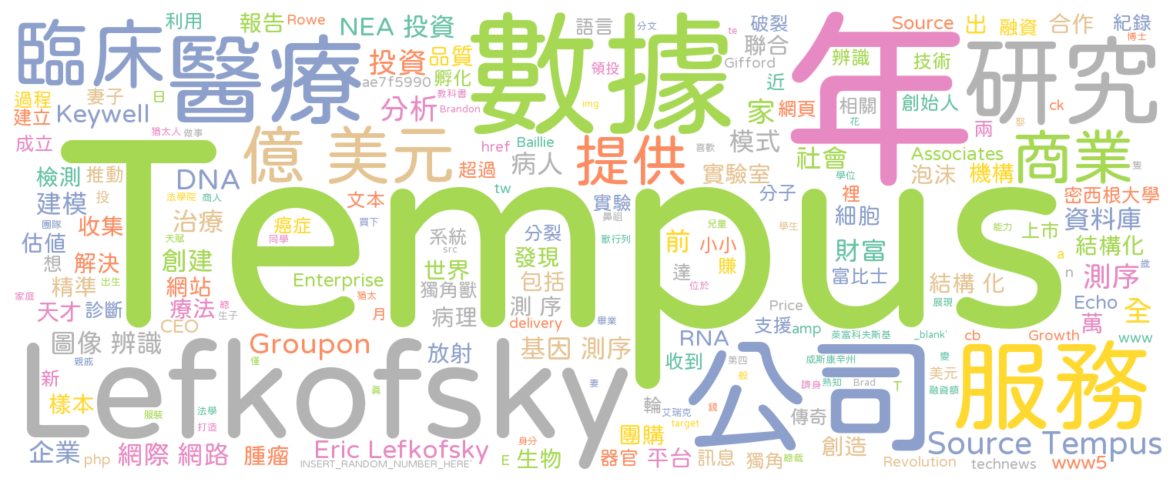 臨床
醫療
數據
年
研究
Tempus
Lefkofsky
公司
服務
億 美元
提供
商業
利用
報告
Rowe
NEA 投資
語言
分文
te
破裂
Source
出
融資
合作
紀錄
博士
過程
妻子
日
投資
品質
孵化
ae7f5990
領投
聯合
Gifford
近
辨識
技術
建立
Keywell
分析
教科書
Brandon
img
家
網頁
相關
創始人
兩
ck
成立
猶太人
做事
href
Baillie
模式
花
彭
檢測
推動
DNA
超過
病人
喜歡
實驗室
社會
Associates
泡沫
機構
隻
建模
投
法學院
商人
文本
tw
實驗
分子
學位
裡
密西根大學
收集
治療
買下
鼻祖
兒童
學生
細胞
能力
資料庫
估值
團隊
天賦
癌症
同學
系統
分裂
獸行列
前
小小
財富
上市
結構化
想
解決
創建
src
發現
達
賺
富比士
a
n
精準
網站
Enterprise
世界
包括
位於
結構 化
測序
家庭
出生
總
生子
猶太
獨角獸
測 序
Price
展現
歲
天才
診斷
療法
月
病理
delivery
支援
amp
萊富科夫斯基
Echo
萬
全
CEO
畢業
RNA
_blank'
cb
Growth
www
圖像 辨識
Groupon
放射
基因 測序
收到
第四
威斯康辛州
變
親戚
僅
新
真
妻
股
讀身
熟知
Brad
T
美元
融資額
樣本
服裝
法學
打造
輪
艾瑞克
錢
傳奇
target
團購
創造
企業
php
網際 網路
腫瘤
Eric Lefkofsky
INSERT_RANDOM_NUMBER_HERE'
E
身分
生物
器官
平台
訊息
獨角
總裁
Revolution
Source Tempus
technews
www5